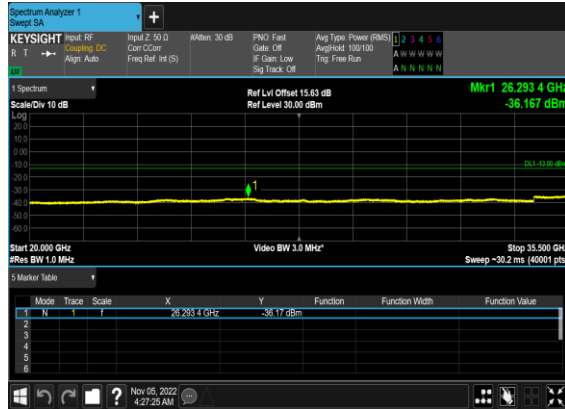 Spectrum Analyzer 1
Swept SA
KEYSIGHT
R T
LXI
Input: RF
Coupling: DC
Align: Auto
Input Z: 50 Ω
Corr CCorr
Freq Ref: Int (S)
#Atten: 30 dB
PNO: Fast
Gate: Off
IF Gain: Low
Sig Track: Off
Avg Type: Power (RMS)
Avg|Hold: 100/100
Trig: Free Run
1 2 3 4 5 6
A W W W W W
A N N N N N
1 Spectrum
Scale/Div 10 dB
Ref Lvl Offset 15.63 dB
Ref Level 30.00 dBm
Mkr1 26.293 4 GHz
-36.167 dBm
Log
20.0
10.0
0.00
-10.0
-20.0
-30.0
-40.0
-50.0
-60.0
DL1 -13.00 dBm
1
Start 20.000 GHz
#Res BW 1.0 MHz
Video BW 3.0 MHz*
Stop 35.500 GHz
Sweep ~30.2 ms (40001 pts)
5 Marker Table
Mode Trace Scale X Y Function Function Width Function Value
1 N 1 f 26.293 4 GHz -36.17 dBm
2
3
4
5
6
Nov 05, 2022
4:27:25 AM